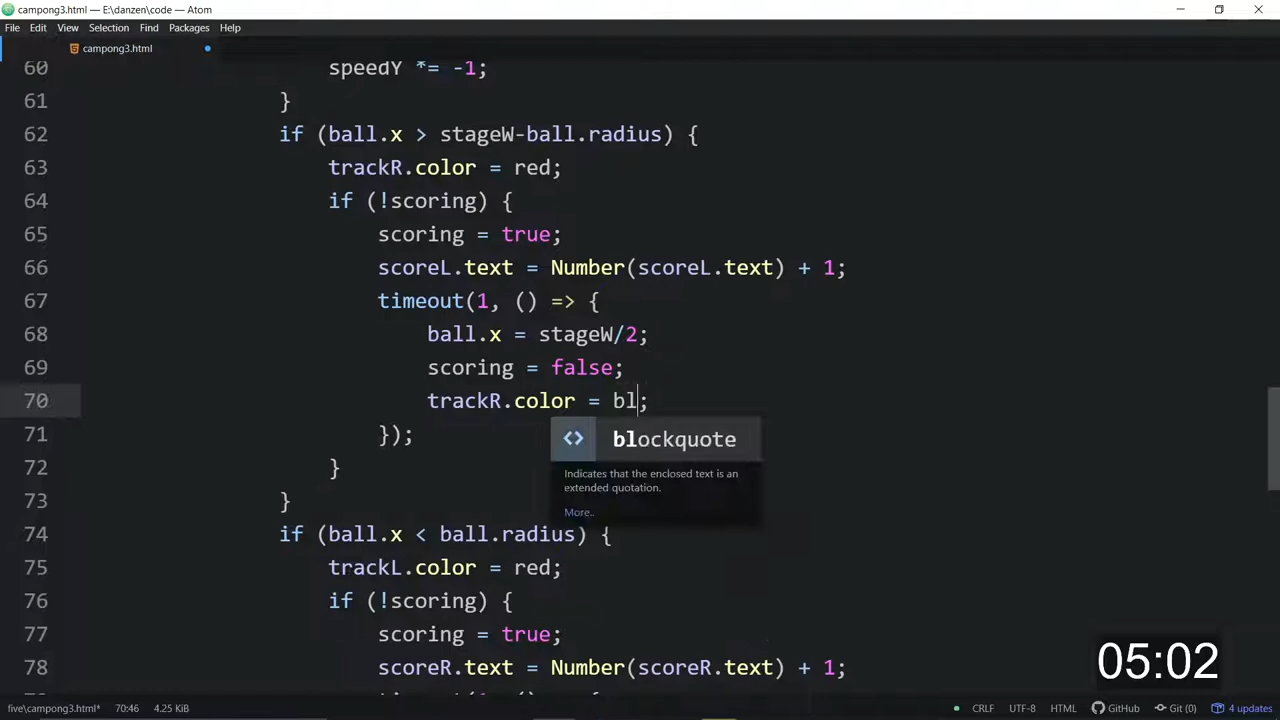 campong3.html — E:\danzen\code — Atom
File Edit View Selection Find Packages Help
campong3.html
60 speedY *= -1;
61 }
62 if (ball.x > stageW-ball.radius) {
63 trackR.color = red;
64 if (!scoring) {
65 scoring = true;
66 scoreL.text = Number(scoreL.text) + 1;
67 timeout(1, () => {
68 ball.x = stageW/2;
69 scoring = false;
70 trackR.color = bl;
71 });
<> blockquote
Indicates that the enclosed text is an
extended quotation.
More..
72 }
73 }
74 if (ball.x < ball.radius) {
75 trackL.color = red;
76 if (!scoring) {
77 scoring = true;
78 scoreR.text = Number(scoreR.text) + 1;
05:02
five\campong3.html* 70:46 4.25 KiB CRLF UTF-8 HTML GitHub Git (0) 4 updates